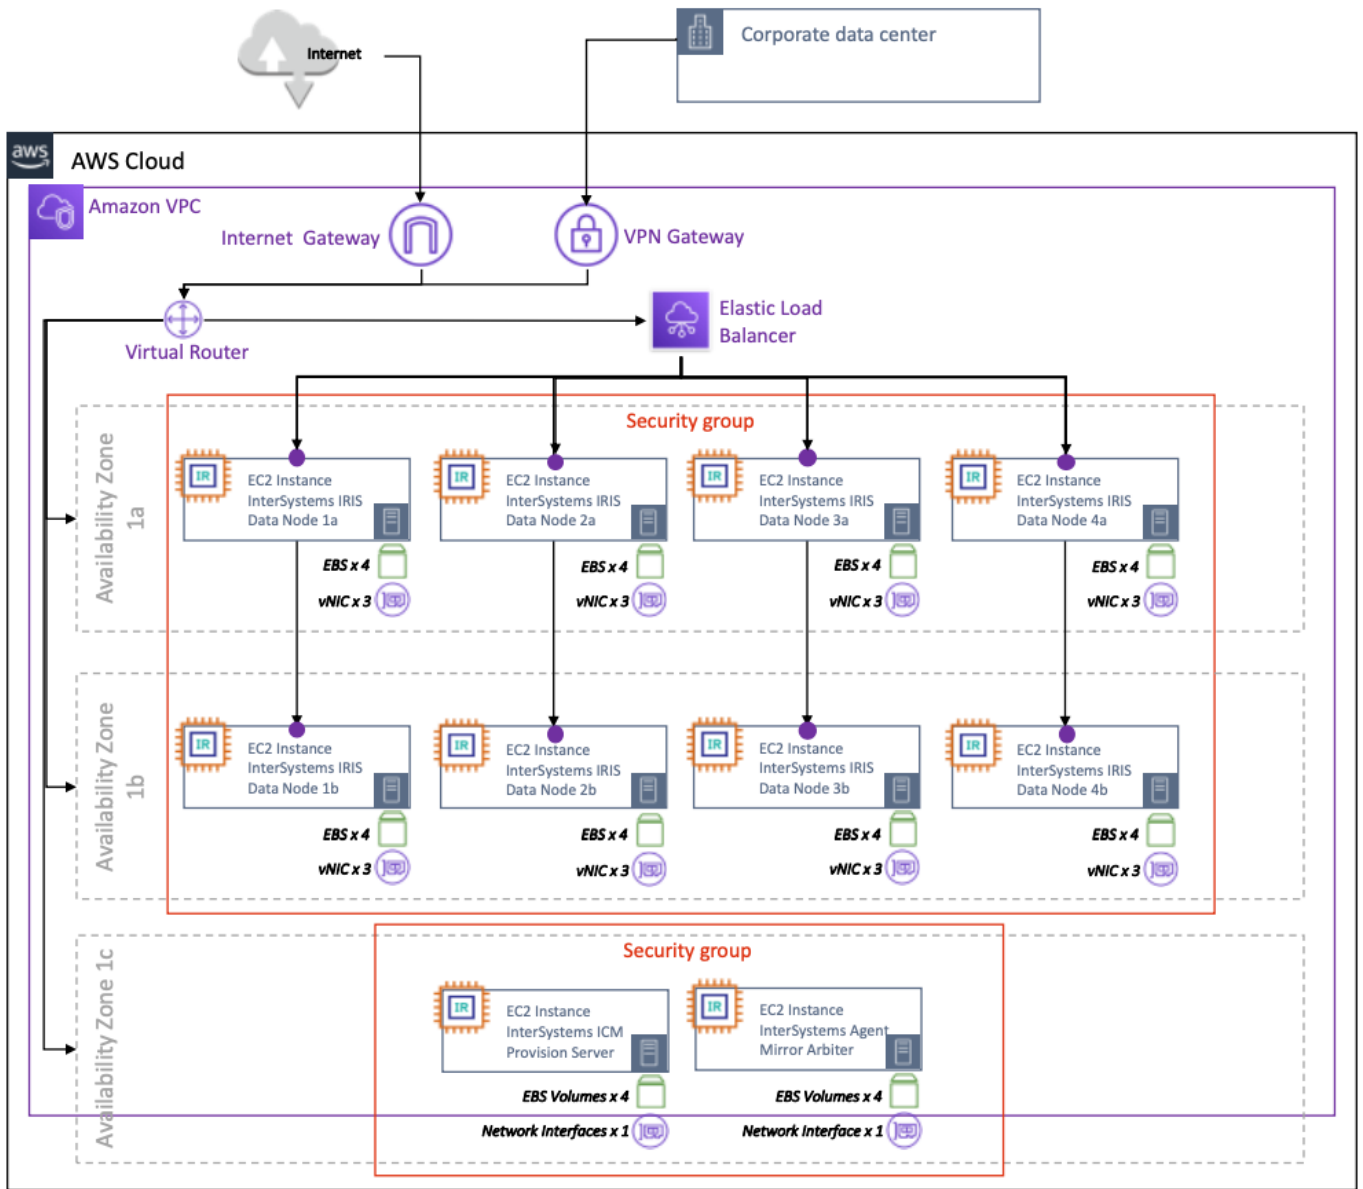 Internet
Corporate data center
aws
AWS Cloud
Amazon VPC
Internet  Gateway
VPN Gateway
Elastic Load
Balancer
Virtual Router
Availability Zone
1a
Security group
IR
EC2 Instance
InterSystems IRIS
Data Node 1a
EBS x 4
vNIC x 3
IR
EC2 Instance
InterSystems IRIS
Data Node 2a
EBS x 4
vNIC x 3
IR
EC2 Instance
InterSystems IRIS
Data Node 3a
EBS x 4
vNIC x 3
IR
EC2 Instance
InterSystems IRIS
Data Node 4a
EBS x 4
vNIC x 3
Availability Zone
1b
IR
EC2 Instance
InterSystems IRIS
Data Node 1b
EBS x 4
vNIC x 3
IR
EC2 Instance
InterSystems IRIS
Data Node 2b
EBS x 4
vNIC x 3
IR
EC2 Instance
InterSystems IRIS
Data Node 3b
EBS x 4
vNIC x 3
IR
EC2 Instance
InterSystems IRIS
Data Node 4b
EBS x 4
vNIC x 3
Availability Zone 1c
Security group
IR
EC2 Instance
InterSystems ICM
Provision Server
EBS Volumes x 4
Network Interfaces x 1
IR
EC2 Instance
InterSystems Agent
Mirror Arbiter
EBS Volumes x 4
Network Interface x 1